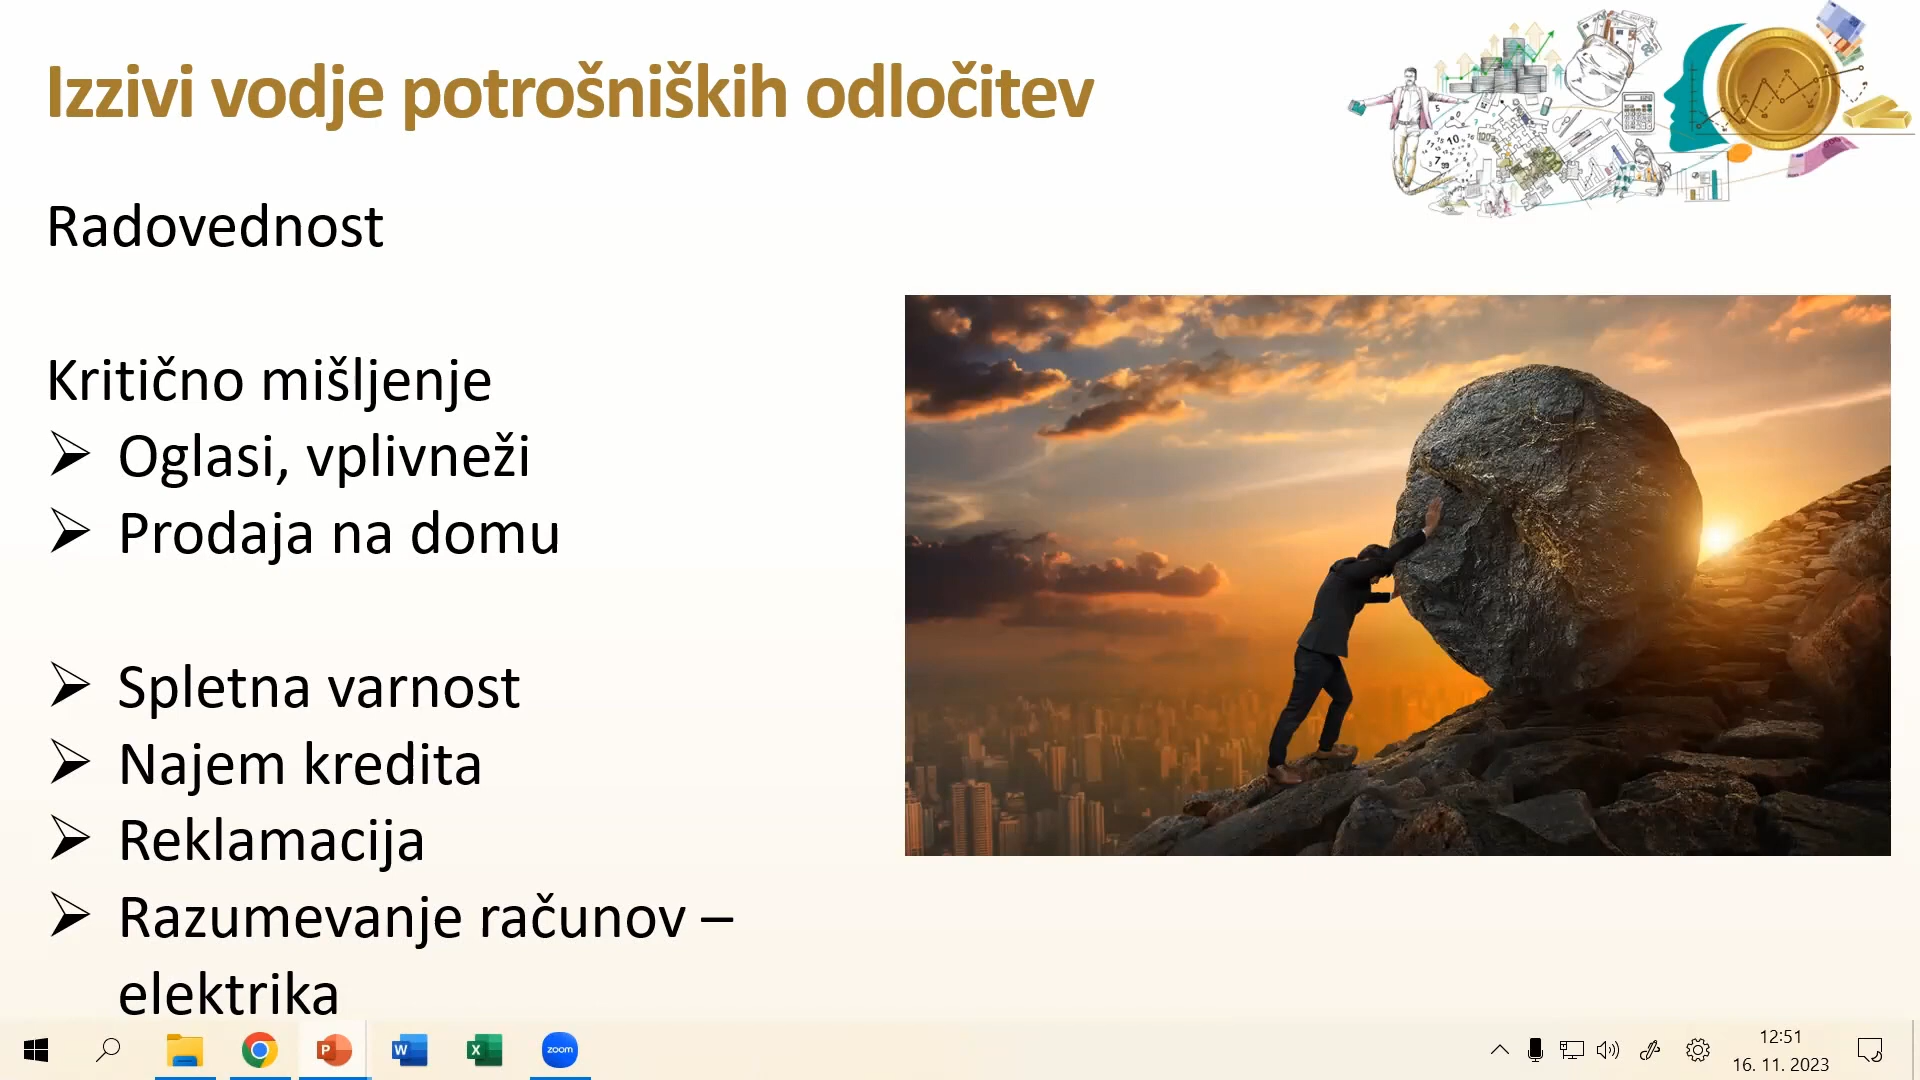 Izzivi vodje potrošniških odločitev
Radovednost
Kritično mišljenje
➢ Oglasi, vplivneži
➢ Prodaja na domu
➢ Spletna varnost
➢ Najem kredita
➢ Reklamacija
➢ Razumevanje računov –
elektrika
zoom
12:51
16. 11. 2023